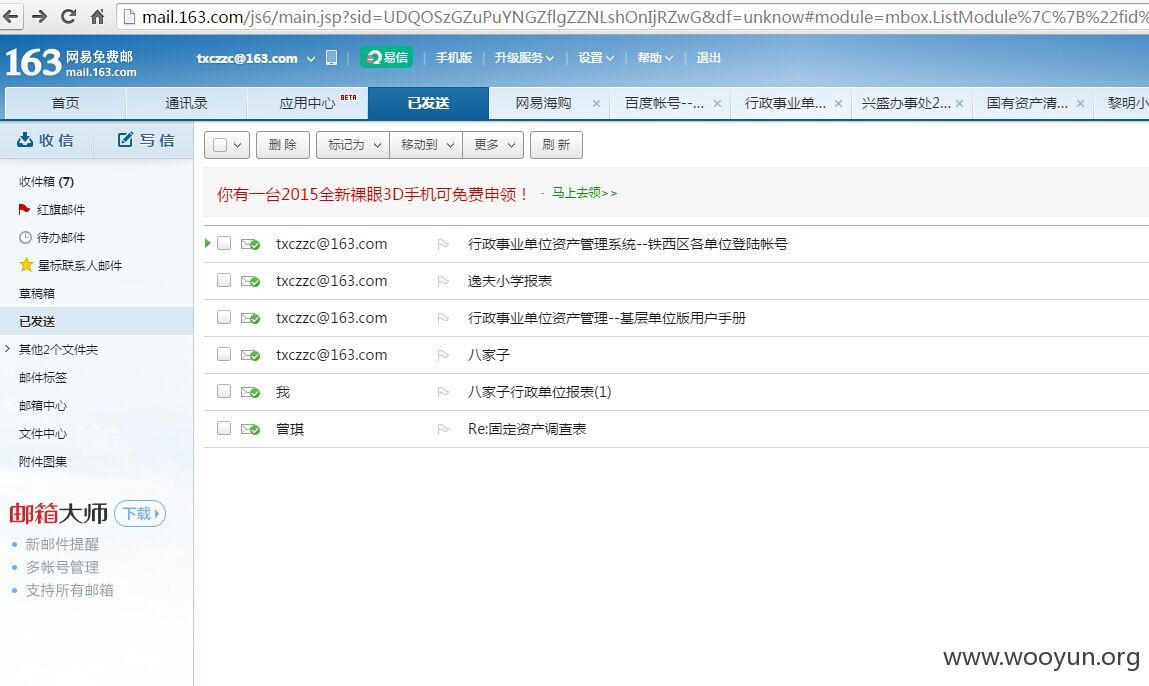 mail.163.com/js6/main.jsp?sid=UDQOSzGZuPuYNGZflgZZNLshOnIjRZwG&df=unknow#module=mbox.ListModule%7C%7B%22fid%
163 网易免费邮 mail.163.com txczzc@163.com 易信 手机版 升级服务 设置 帮助 退出
首页 通讯录 应用中心 BETA 已发送 网易海购 × 百度帐号--... × 行政事业单... × 兴盛办事处2... × 国有资产清... × 黎明小
收信 写信 删除 标记为 移动到 更多 刷新
收件箱 (7)
红旗邮件
待办邮件
星标联系人邮件
草稿箱
已发送
其他2个文件夹
邮件标签
邮箱中心
文件中心
附件图集
邮箱大师 下载
新邮件提醒
多帐号管理
支持所有邮箱
你有一台2015全新裸眼3D手机可免费申领！ - 马上去领>>
txczzc@163.com 行政事业单位资产管理系统--铁西区各单位登陆帐号
txczzc@163.com 逸夫小学报表
txczzc@163.com 行政事业单位资产管理--基层单位版用户手册
txczzc@163.com 八家子
我 八家子行政单位报表(1)
曾琪 Re:固定资产调查表
www.wooyun.org